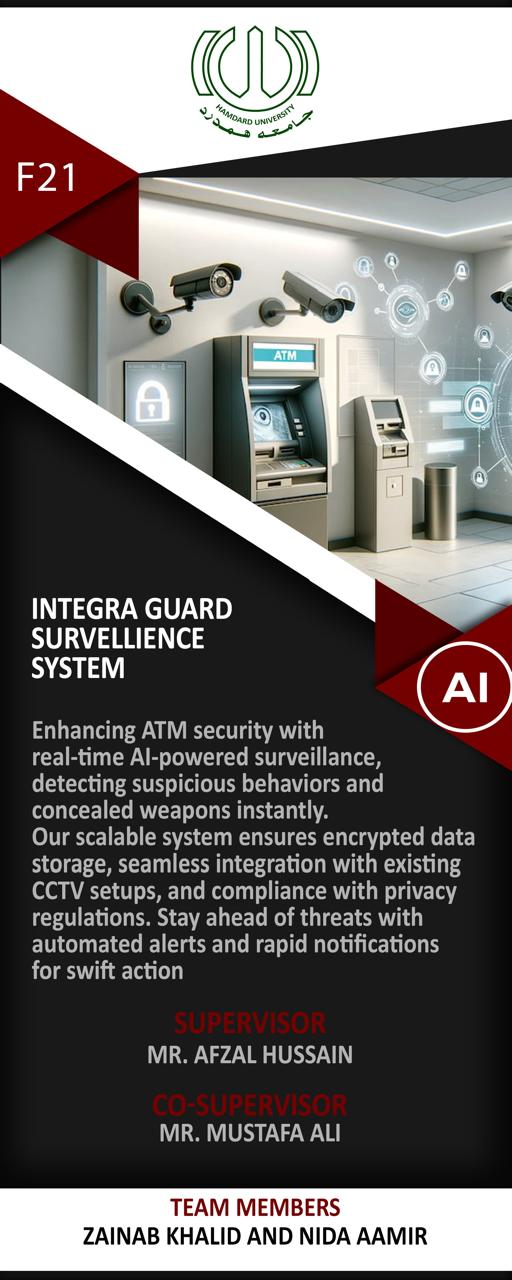 HAMDARD UNIVERSITY
جامعه همدرد
F21
ATM
INTEGRA GUARD
SURVELLIENCE
SYSTEM
AI
Enhancing ATM security with
real-time AI-powered surveillance,
detecting suspicious behaviors and
concealed weapons instantly.
Our scalable system ensures encrypted data
storage, seamless integration with existing
CCTV setups, and compliance with privacy
regulations. Stay ahead of threats with
automated alerts and rapid notifications
for swift action
SUPERVISOR
MR. AFZAL HUSSAIN
CO-SUPERVISOR
MR. MUSTAFA ALI
TEAM MEMBERS
ZAINAB KHALID AND NIDA AAMIR